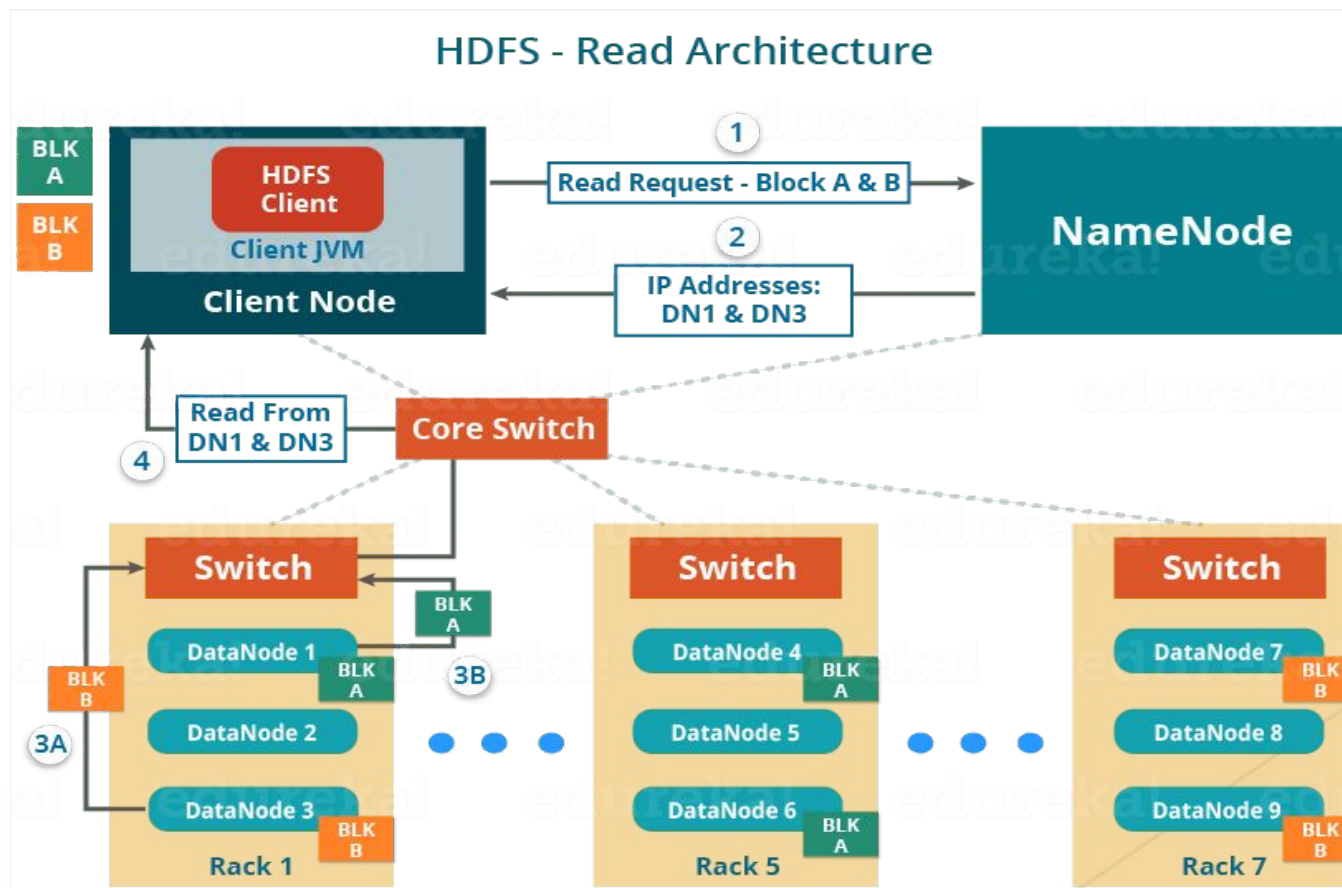 HDFS - Read Architecture
BLK
A
BLK
B
HDFS
Client
Client JVM
Client Node
1
Read Request - Block A & B
2
IP Addresses:
DN1 & DN3
NameNode
Read From
DN1 & DN3
4
Core Switch
Switch
DataNode 1
BLK
A
BLK
A
3B
BLK
B
3A
DataNode 2
DataNode 3
BLK
B
Rack 1
Switch
DataNode 4
BLK
A
DataNode 5
DataNode 6
BLK
A
Rack 5
Switch
DataNode 7
BLK
B
DataNode 8
DataNode 9
BLK
B
Rack 7
edureka!